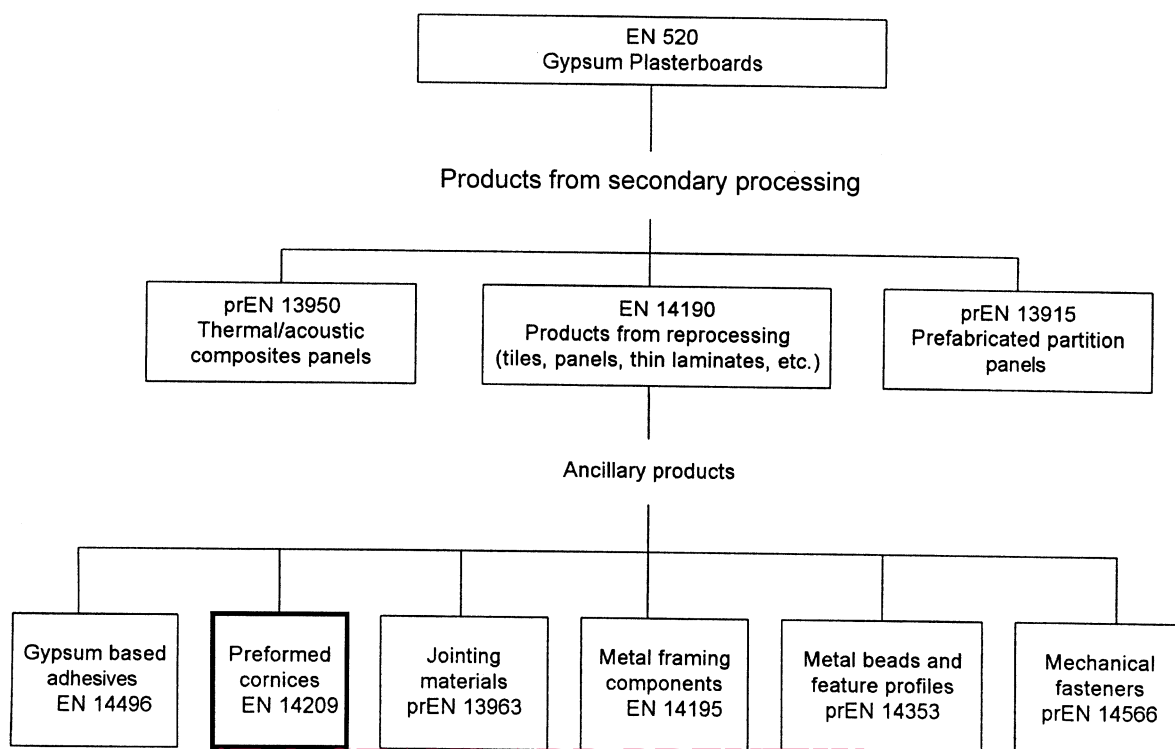 EN 520
Gypsum Plasterboards
Products from secondary processing
prEN 13950
Thermal/acoustic
composites panels
EN 14190
Products from reprocessing
(tiles, panels, thin laminates, etc.)
prEN 13915
Prefabricated partition
panels
Ancillary products
Gypsum based
adhesives
EN 14496
Preformed
cornices
EN 14209
Jointing
materials
prEN 13963
Metal framing
components
EN 14195
Metal beads and
feature profiles
prEN 14353
Mechanical
fasteners
prEN 14566